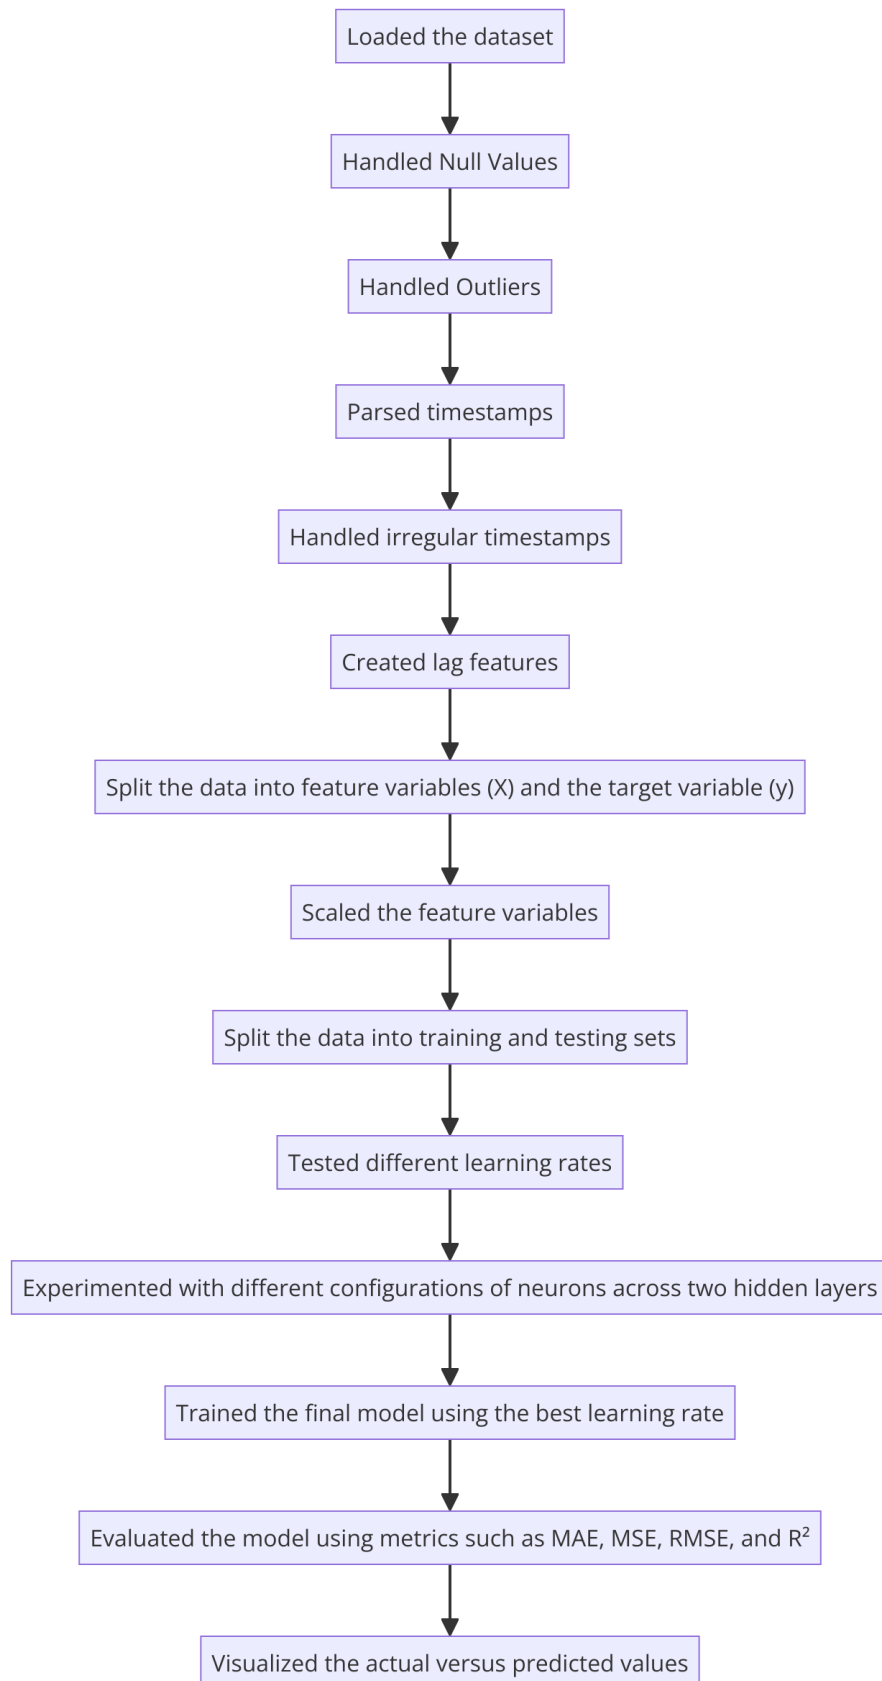 Loaded the dataset
Handled Null Values
Handled Outliers
Parsed timestamps
Handled irregular timestamps
Created lag features
Split the data into feature variables (X) and the target variable (y)
Scaled the feature variables
Split the data into training and testing sets
Tested different learning rates
Experimented with different configurations of neurons across two hidden layers
Trained the final model using the best learning rate
Evaluated the model using metrics such as MAE, MSE, RMSE, and R²
Visualized the actual versus predicted values